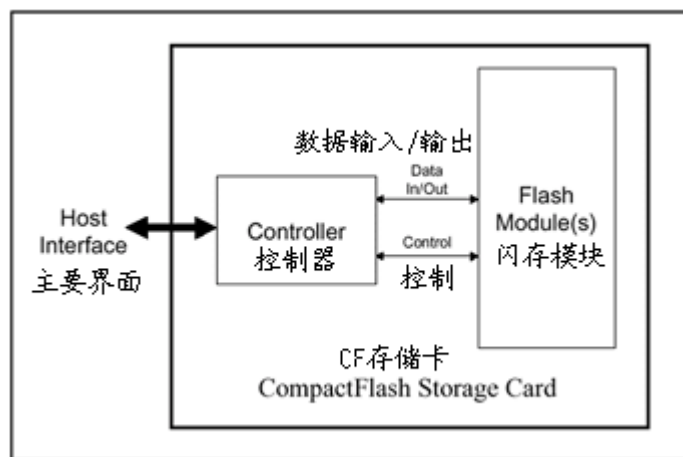 Host
Interface
主要界面
Controller
控制器
数据输入/输出
Data
In/Out
Control
控制
Flash
Module(s)
闪存模块
CF存储卡
CompactFlash Storage Card